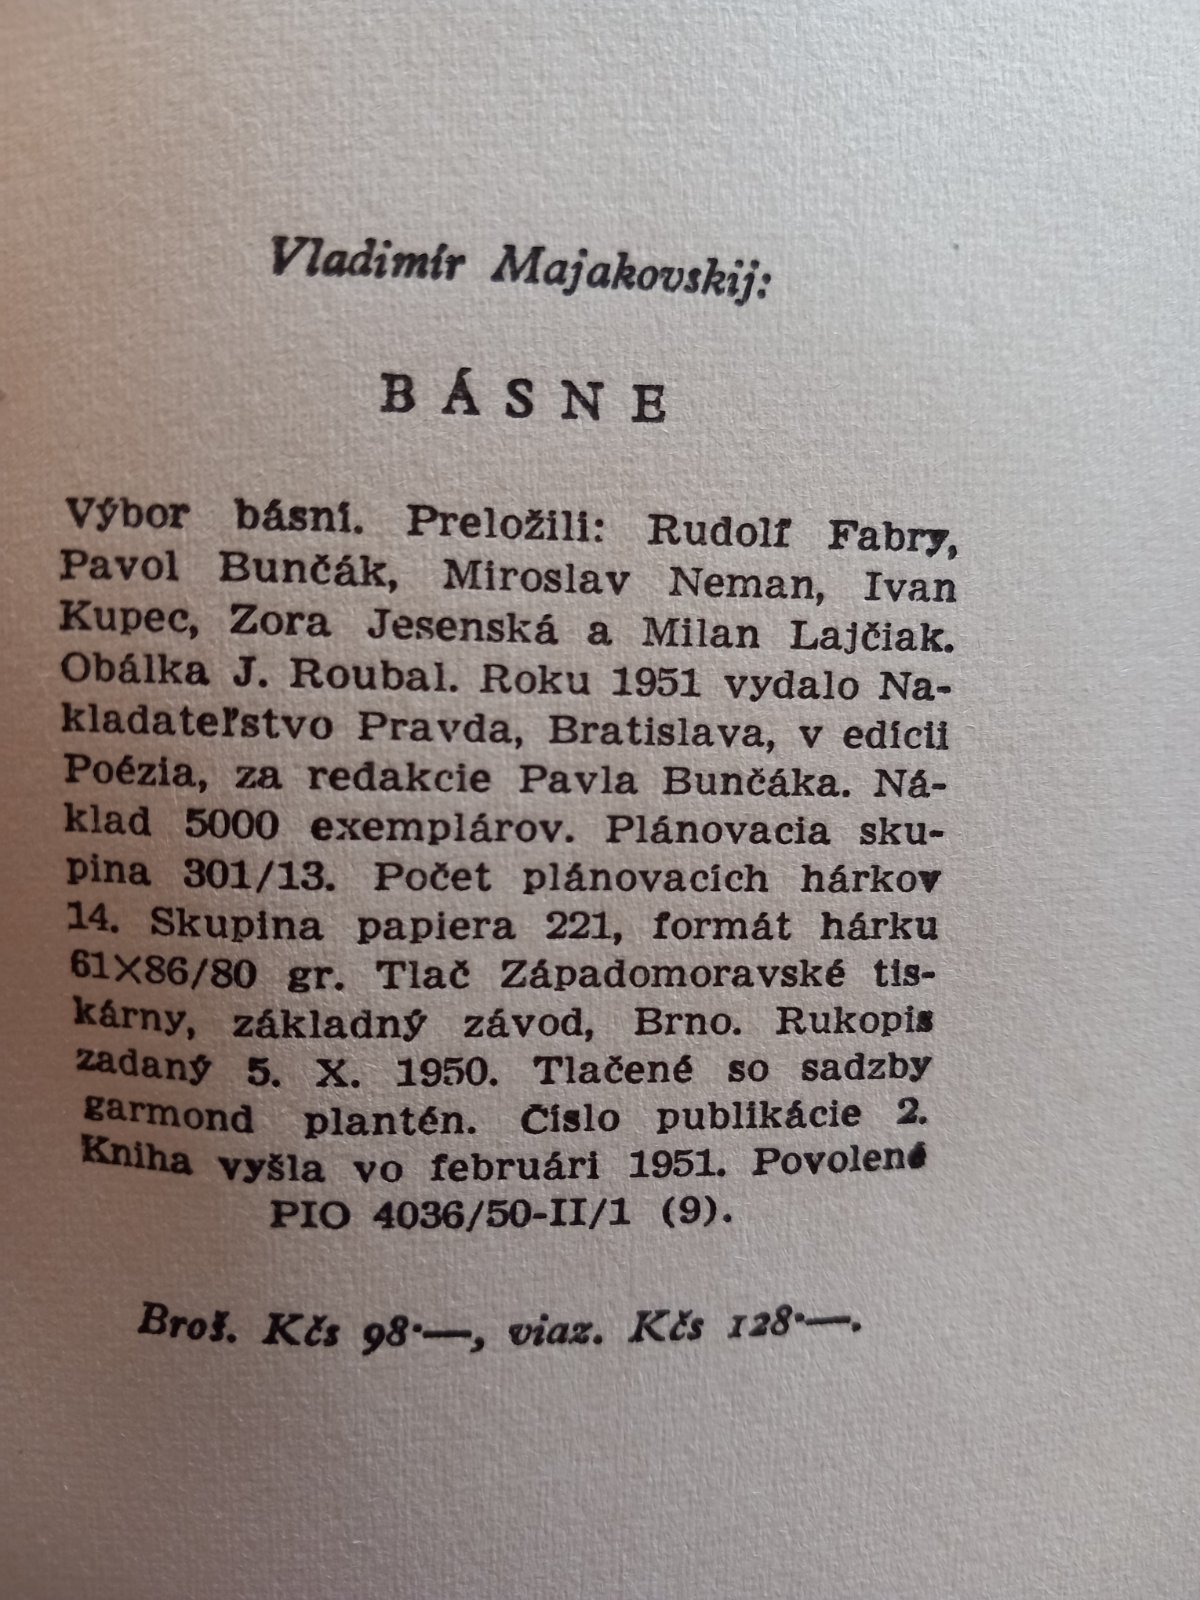 Vladimír Majakovskij:
BÁSNE
Výbor básní. Preložili: Rudolf Fabry,
Pavol Bunčák, Miroslav Neman, Ivan
Kupec, Zora Jesenská a Milan Lajčiak.
Obálka J. Roubal. Roku 1951 vydalo Na-
kladateľstvo Pravda, Bratislava, v edícii
Poézia, za redakcie Pavla Bunčáka. Ná-
klad 5000 exemplárov. Plánovacia sku-
pina 301/13. Počet plánovacích hárkov
14. Skupina papiera 221, formát hárku
61×86/80 gr. Tlač Západomoravské tis-
kárny, základný závod, Brno. Rukopis
zadaný 5. X. 1950. Tlačené so sadzby
garmond plantén. Číslo publikácie 2.
Kniha vyšla vo februári 1951. Povolené
PIO 4036/50-II/1 (9).
Broš. Kčs 98·—, viaz. Kčs 128·—.